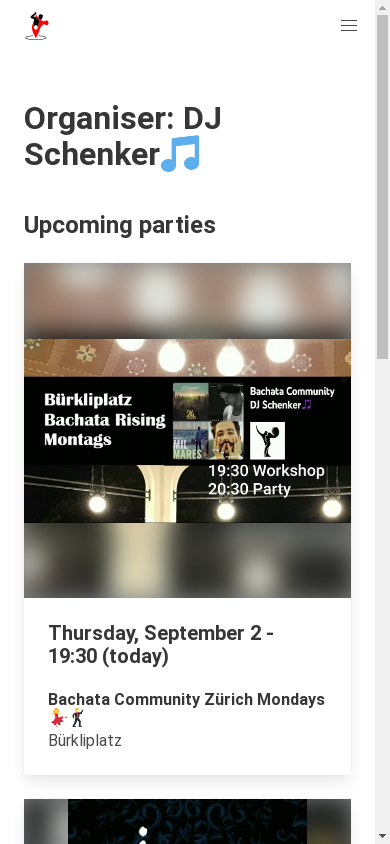 Organiser: DJ
Schenker🎵
Upcoming parties
Bürkliplatz
Bachata Rising
Montags
Bachata Community
DJ Schenker🎵
MIL
MARES
19:30 Workshop
20:30 Party
Thursday, September 2 -
19:30 (today)
Bachata Community Zürich Mondays
💃🕺
Bürkliplatz